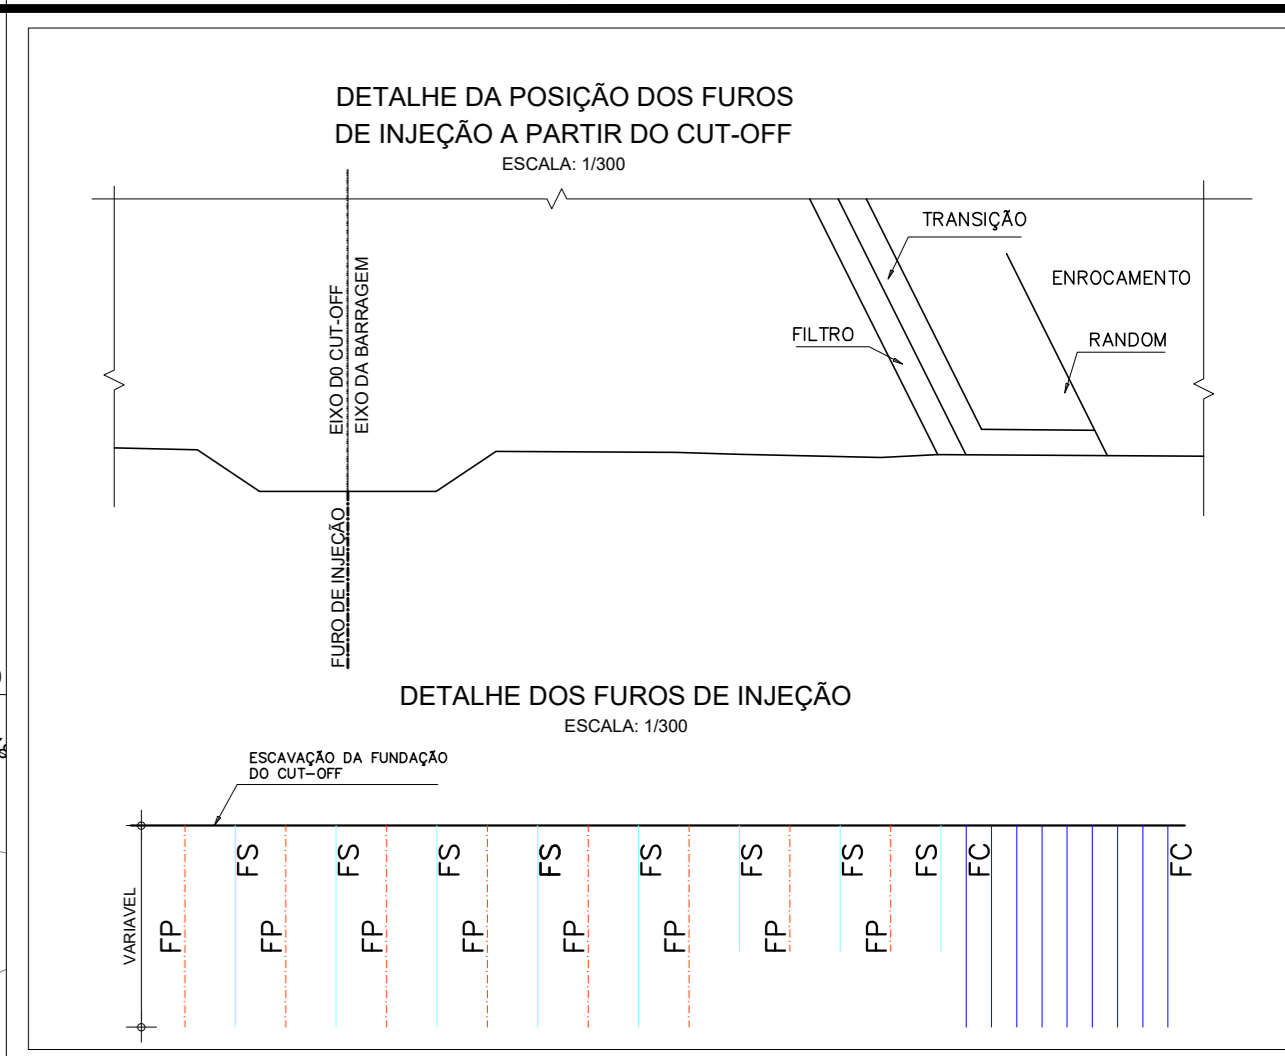 DETALHE DA POSIÇÃO DOS FUROS
DE INJEÇÃO A PARTIR DO CUT-OFF
ESCALA: 1/300
TRANSIÇÃO
ENROCAMENTO
FILTRO
RANDOM
EIXO D0 CUT-OFF
EIXO DA BARRAGEM
FURO DE INJEÇÃO
DETALHE DOS FUROS DE INJEÇÃO
ESCALA: 1/300
ESCAVAÇÃO DA FUNDAÇÃO
DO CUT-OFF
VARIAVEL
FS FS FS FS FS FS FS FS FC FC
FP FP FP FP FP FP FP FP